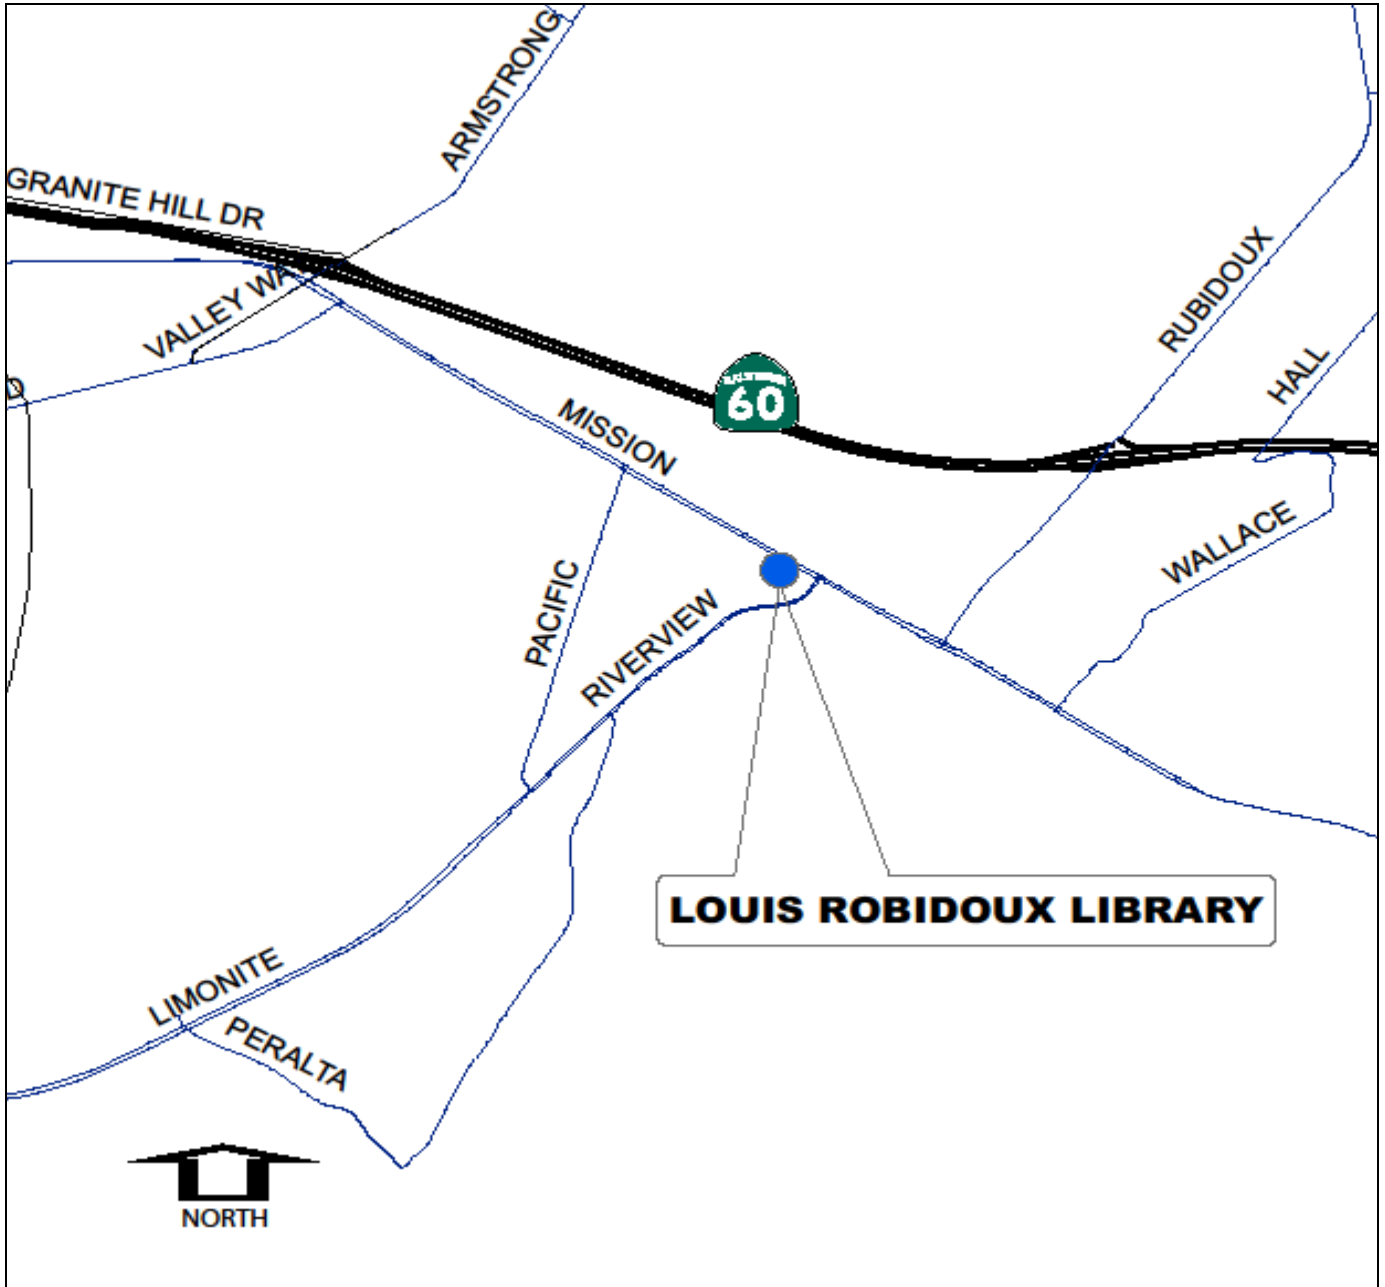 ARMSTRONG
GRANITE HILL DR
VALLEY WA
RUBIDOUX
HALL
D
60
MISSION
WALLACE
PACIFIC
RIVERVIEW
LOUIS ROBIDOUX LIBRARY
LIMONITE
PERALTA
NORTH